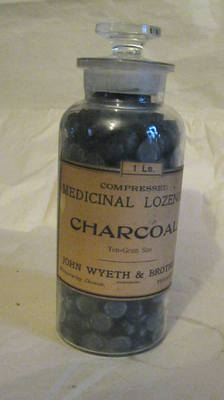 1 Lb.
COMPRESSED
MEDICINAL LOZEN
CHARCOAL
Ten-Grain Size
JOHN WYETH & BROTH